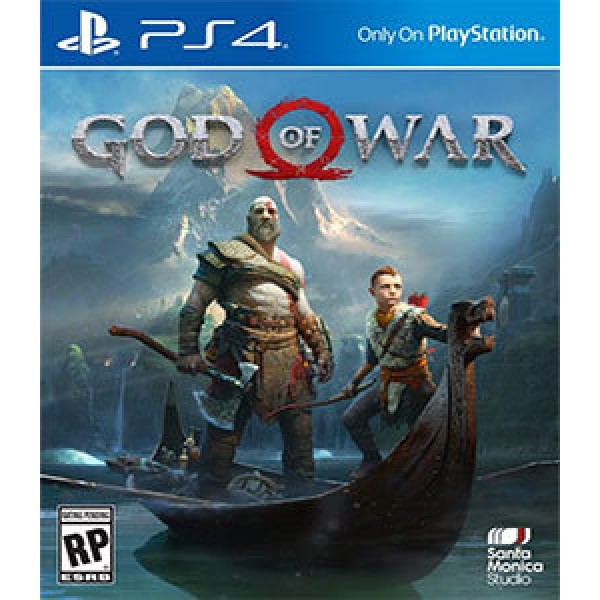 PS4
Only On PlayStation.
GOD OF WAR
RATING PENDING
RP
ESRB
Santa
Monica
Studio